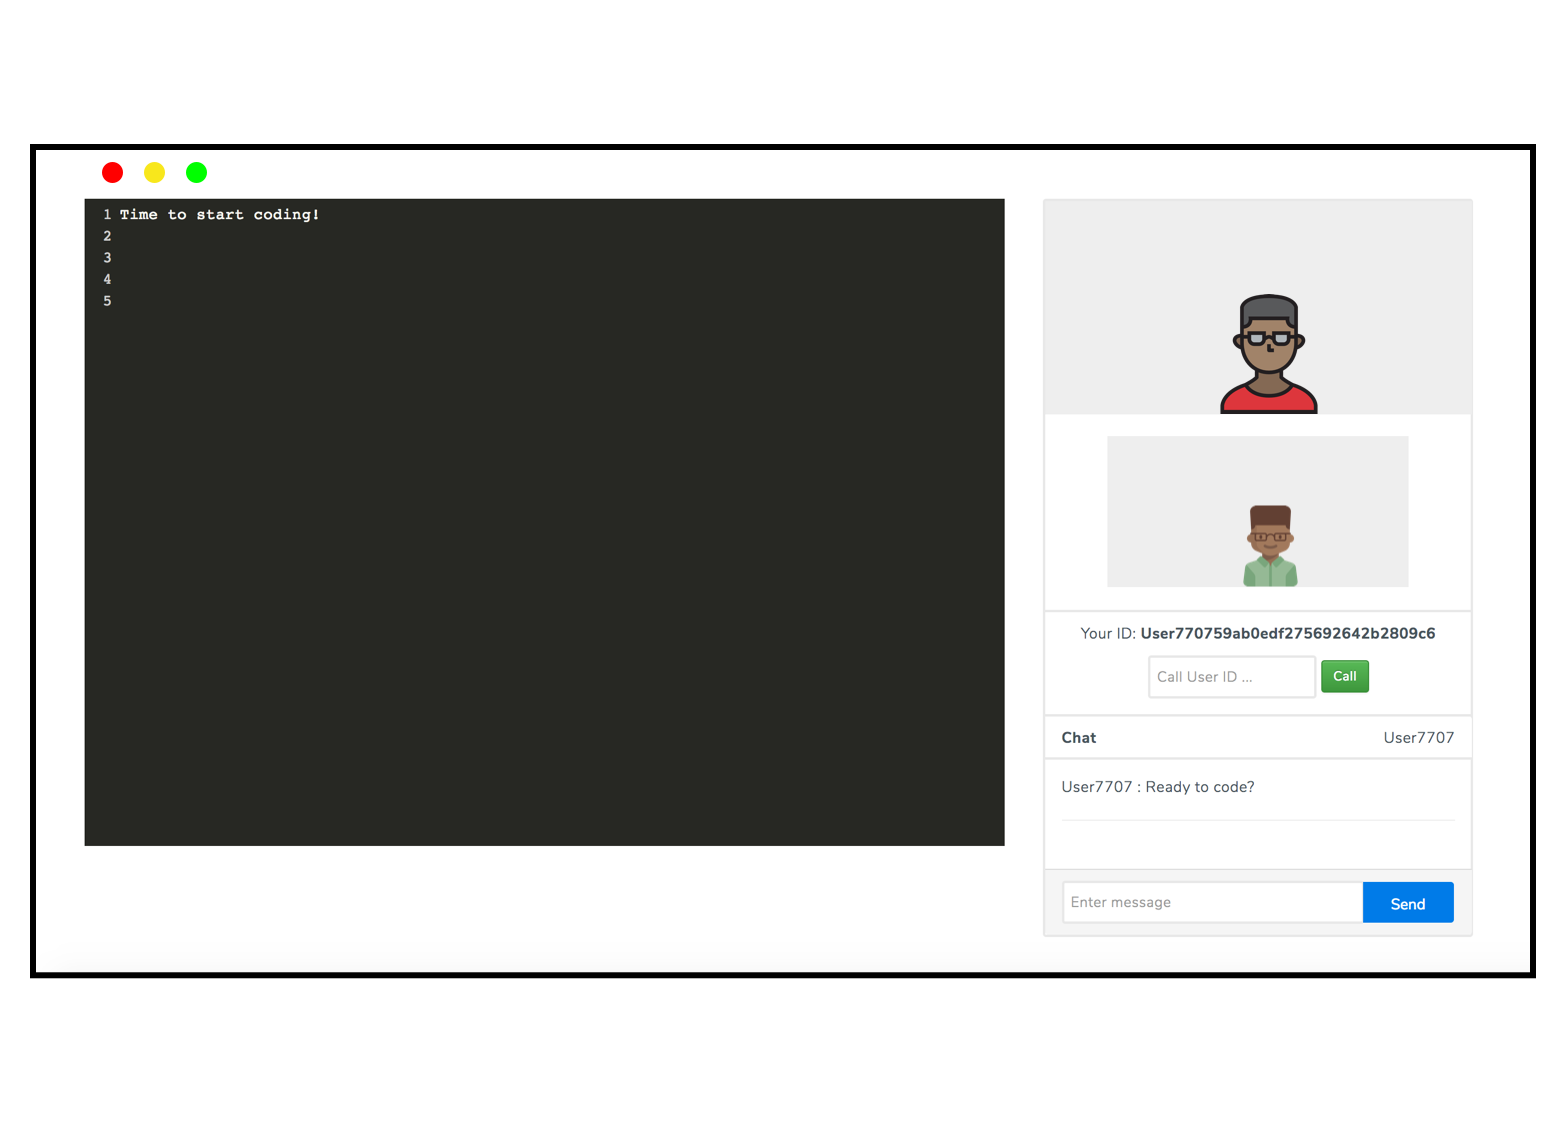 1 Time to start coding!
2
3
4
5
Your ID: User770759ab0edf275692642b2809c6
Call User ID ... Call
Chat User7707
User7707 : Ready to code?
Enter message Send